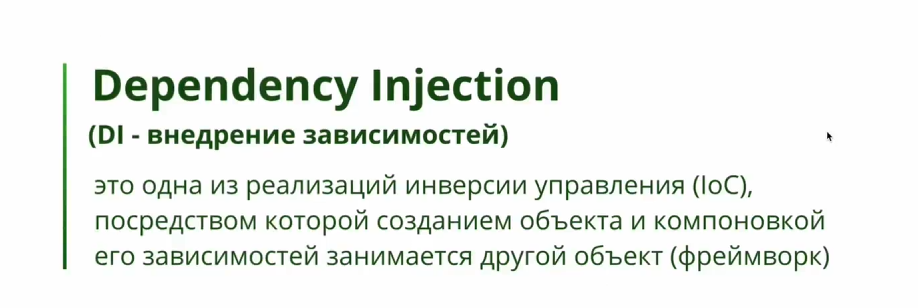 Dependency Injection
(DI - внедрение зависимостей)
это одна из реализаций инверсии управления (IoC),
посредством которой созданием объекта и компоновкой
его зависимостей занимается другой объект (фреймворк)